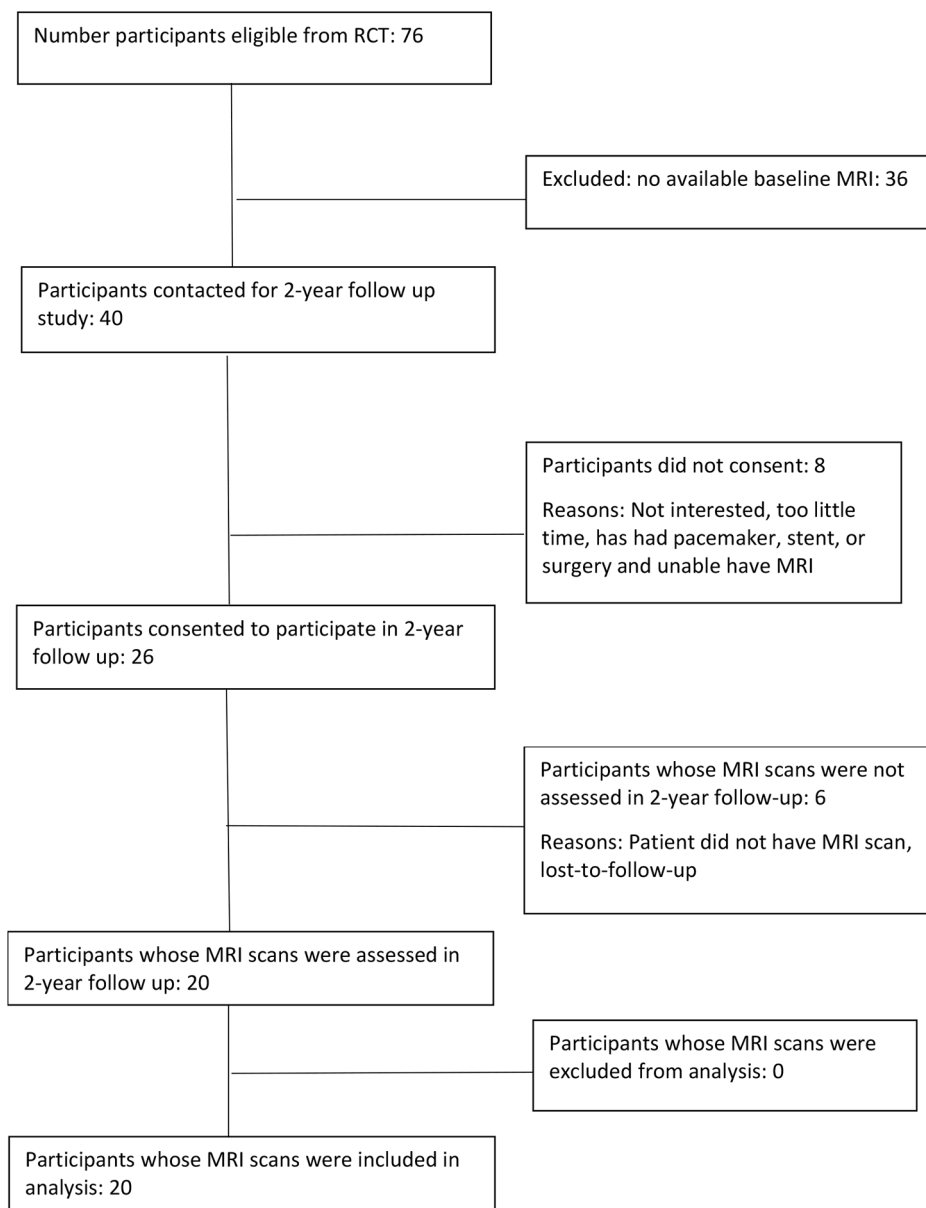 Number participants eligible from RCT: 76
Excluded: no available baseline MRI: 36
Participants contacted for 2-year follow up
study: 40
Participants did not consent: 8
Reasons: Not interested, too little
time, has had pacemaker, stent, or
surgery and unable have MRI
Participants consented to participate in 2-year
follow up: 26
Participants whose MRI scans were not
assessed in 2-year follow-up: 6
Reasons: Patient did not have MRI scan,
lost-to-follow-up
Participants whose MRI scans were assessed in
2-year follow up: 20
Participants whose MRI scans were
excluded from analysis: 0
Participants whose MRI scans were included in
analysis: 20